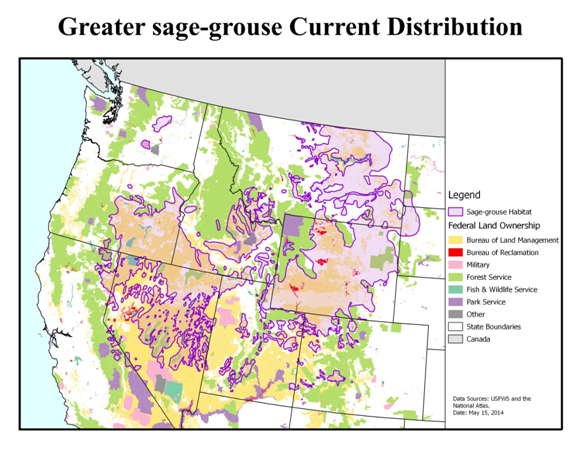 Greater sage-grouse Current Distribution
Legend
Sage-grouse Habitat
Federal Land Ownership
Bureau of Land Management
Bureau of Reclamation
Military
Forest Service
Fish & Wildlife Service
Park Service
Other
State Boundaries
Canada
Data Sources: USFWS and the
National Atlas.
Date: May 15, 2014